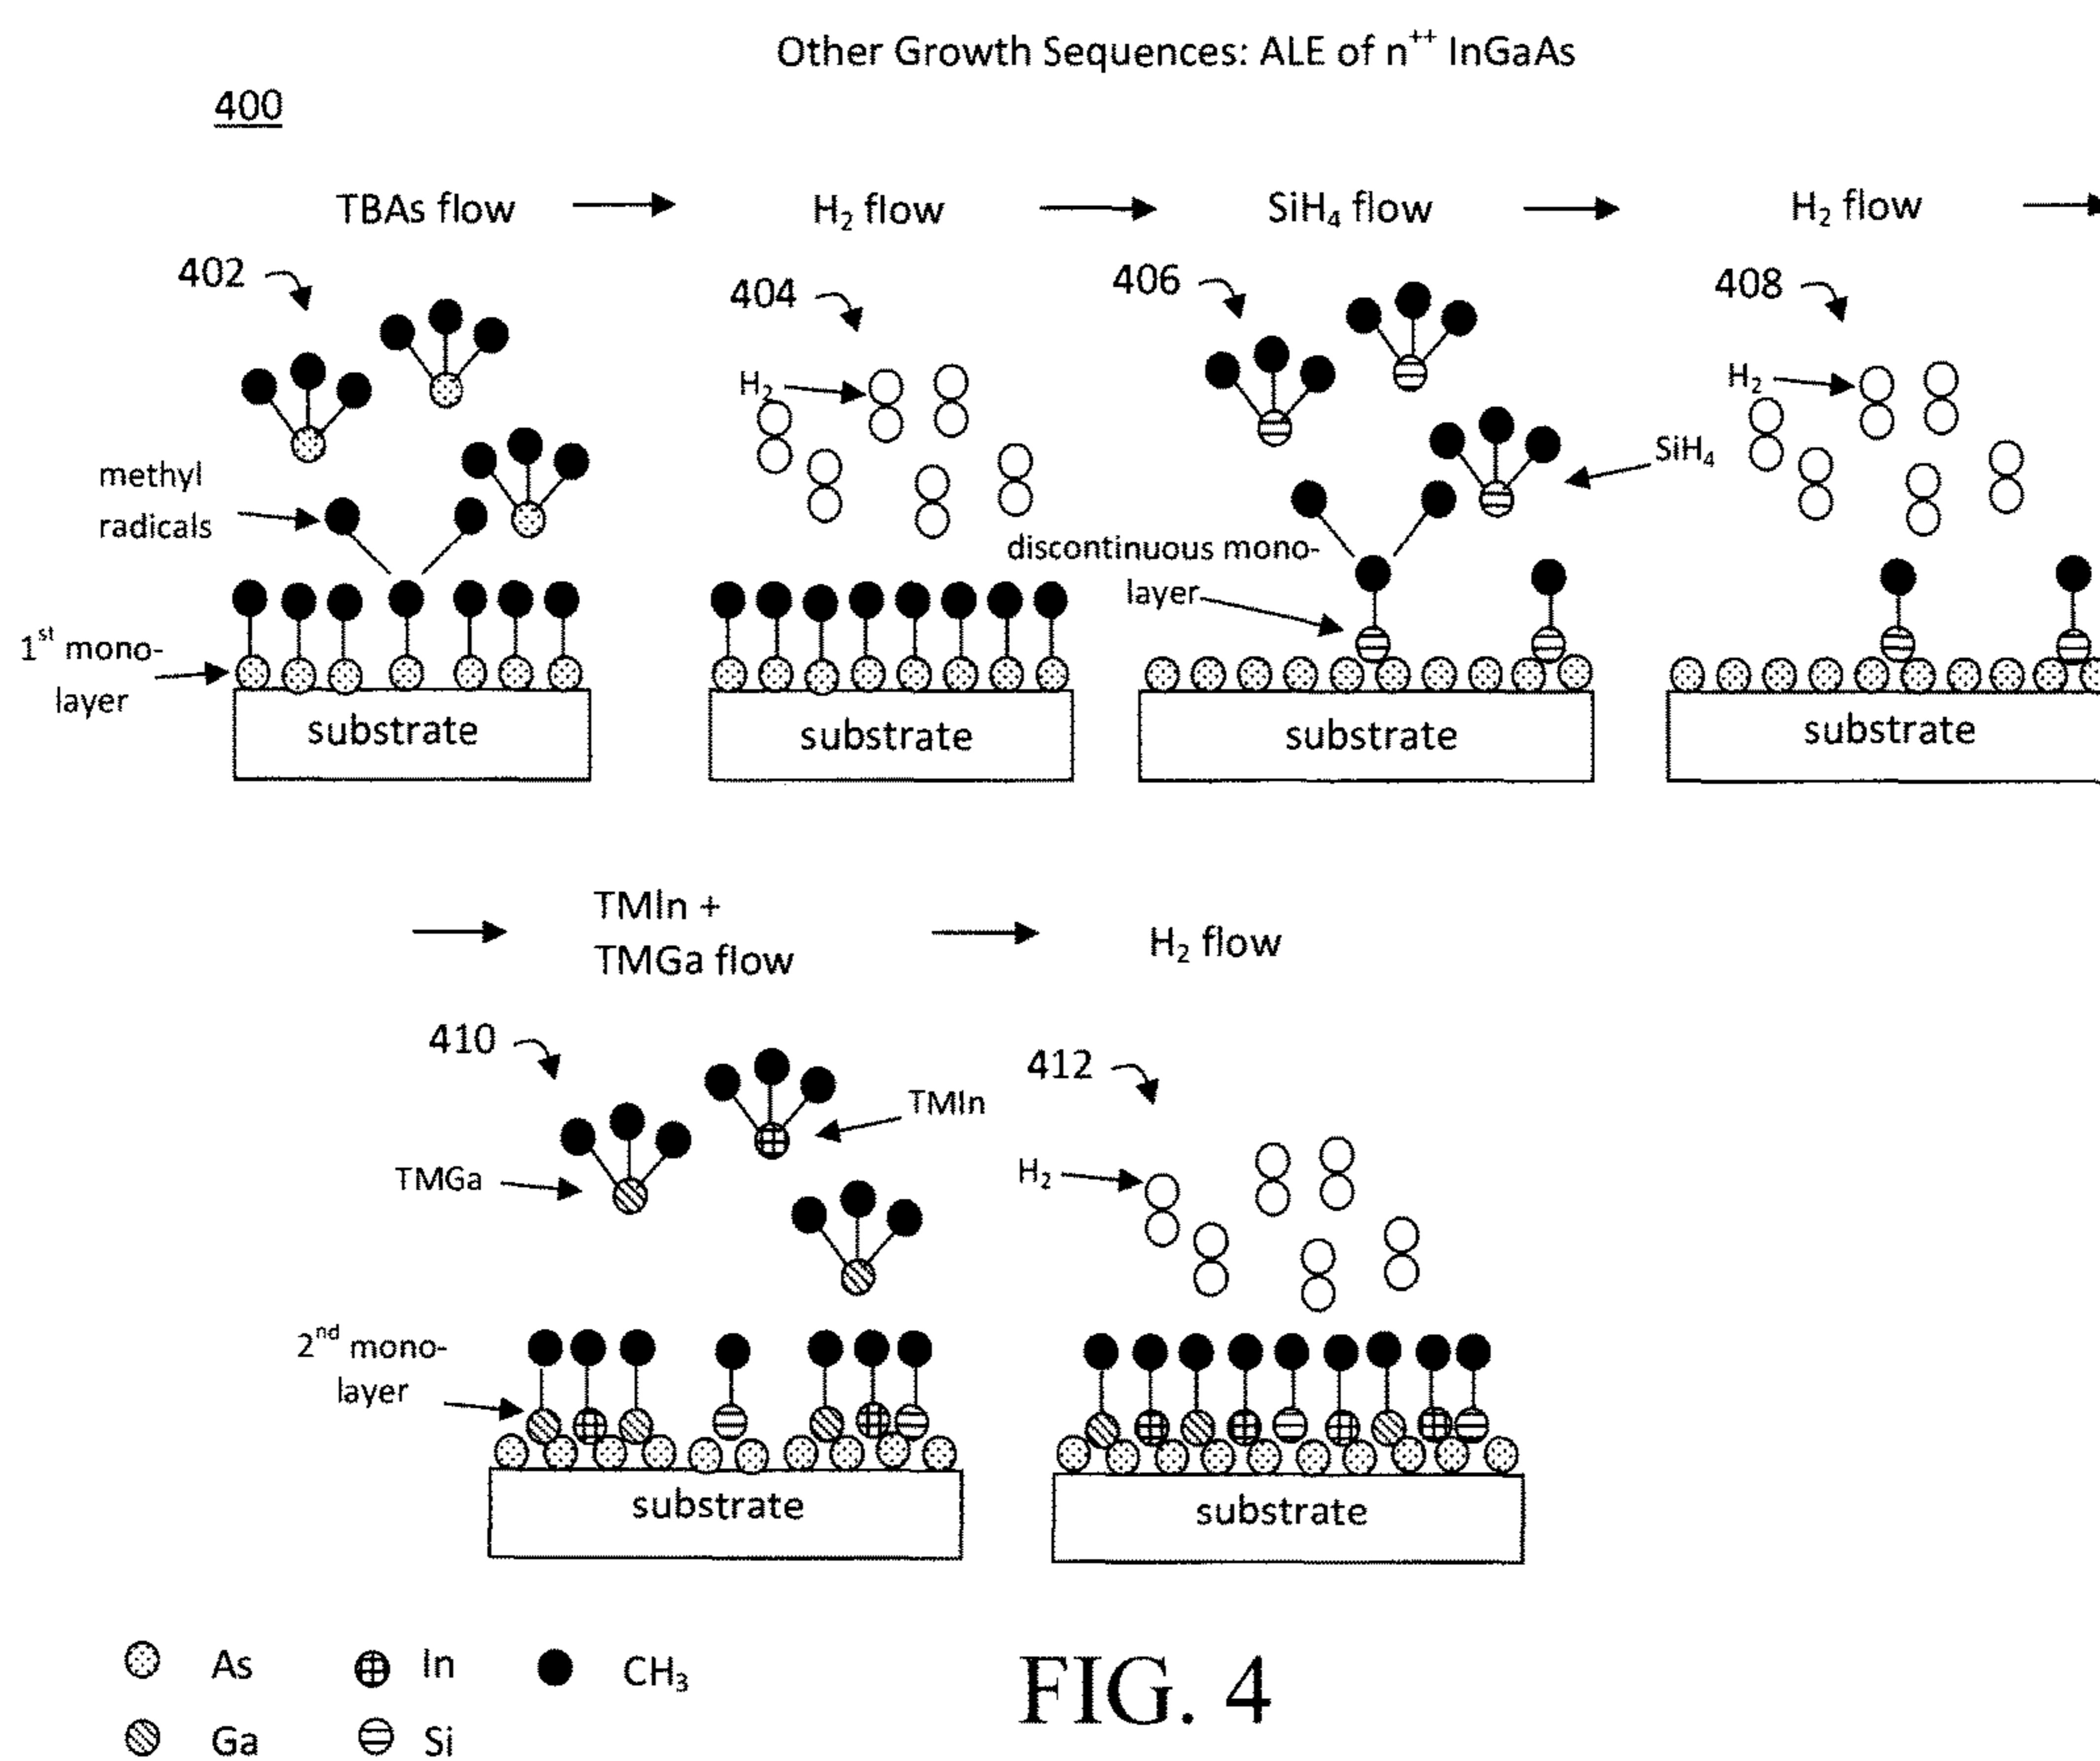 Other Growth Sequences: ALE of n++ InGaAs
400
TBAs flow
H2 flow
SiH4 flow
H2 flow
402
404
406
408
H2
H2
SiH4
methyl
radicals
discontinuous mono-
layer
1st mono-
layer
substrate
substrate
substrate
substrate
TMIn +
TMGa flow
H2 flow
410
412
TMIn
TMGa
H2
2nd mono-
layer
substrate
substrate
As
In
CH3
Ga
Si
FIG. 4